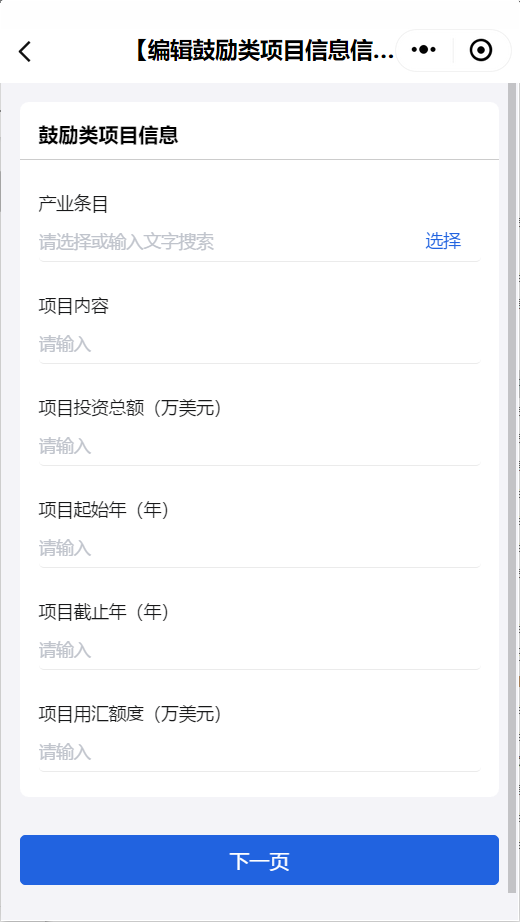 【编辑鼓励类项目信息信...
鼓励类项目信息
产业条目
请选择或输入文字搜索 选择
项目内容
请输入
项目投资总额（万美元）
请输入
项目起始年（年）
请输入
项目截止年（年）
请输入
项目用汇额度（万美元）
请输入
下一页